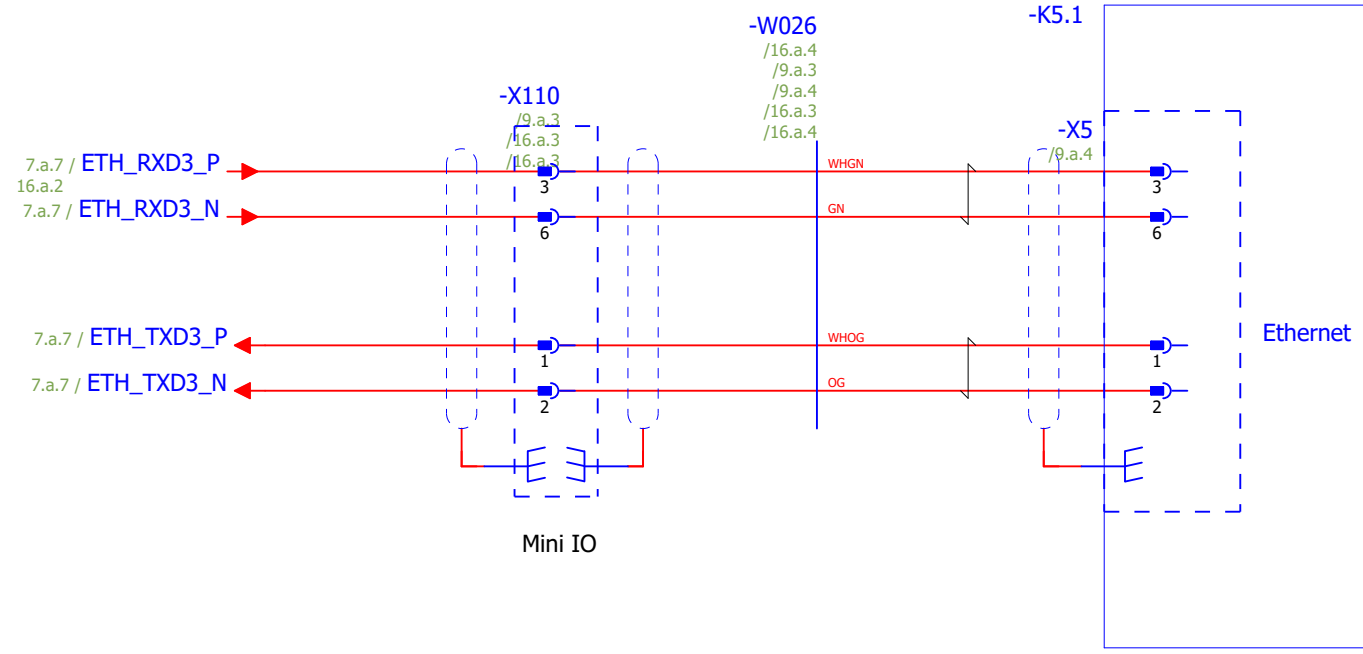 -K5.1
-W026
/16.a.4
/9.a.3
/9.a.4
/16.a.3
/16.a.4
-X110
/9.a.3
/16.a.3
/16.a.3
-X5
/9.a.4
7.a.7 / ETH_RXD3_P
16.a.2
7.a.7 / ETH_RXD3_N
WHGN
GN
3
6
3
6
7.a.7 / ETH_TXD3_P
7.a.7 / ETH_TXD3_N
WHOG
OG
1
2
1
2
Ethernet
Mini IO